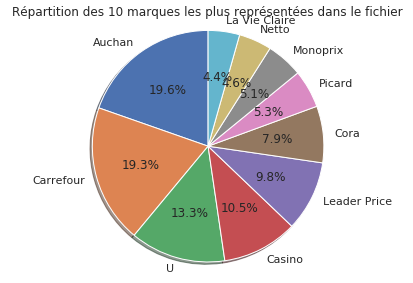 Répartition des 10 marques les plus représentées dans le fichier
La Vie Claire
Netto
Monoprix
Picard
Cora
Leader Price
Casino
U
Carrefour
Auchan
4.4%
4.6%
5.1%
5.3%
7.9%
9.8%
10.5%
13.3%
19.3%
19.6%